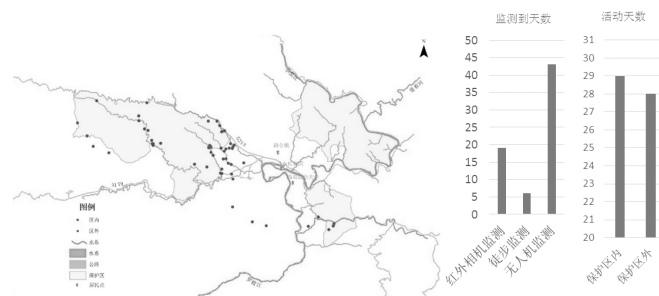 N
图例
区内
区外
水系
水系
公路
保护区
居民点
监测到天数
50
45
40
35
30
25
20
15
10
5
0
红外相机监测
徒步监测
无人机监测
活动天数
31
30
29
28
27
26
25
24
23
22
21
20
保护区内
保护区外